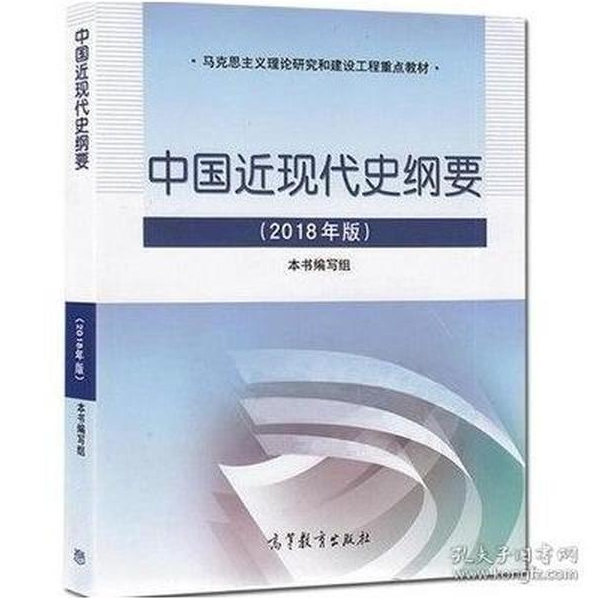 中国近现代史纲要
(2018年版)
本书编写组
·马克思主义理论研究和建设工程重点教材·
中国近现代史纲要
(2018年版)
本书编写组
高等教育出版社
孔夫子旧书网
www.kongfz.com